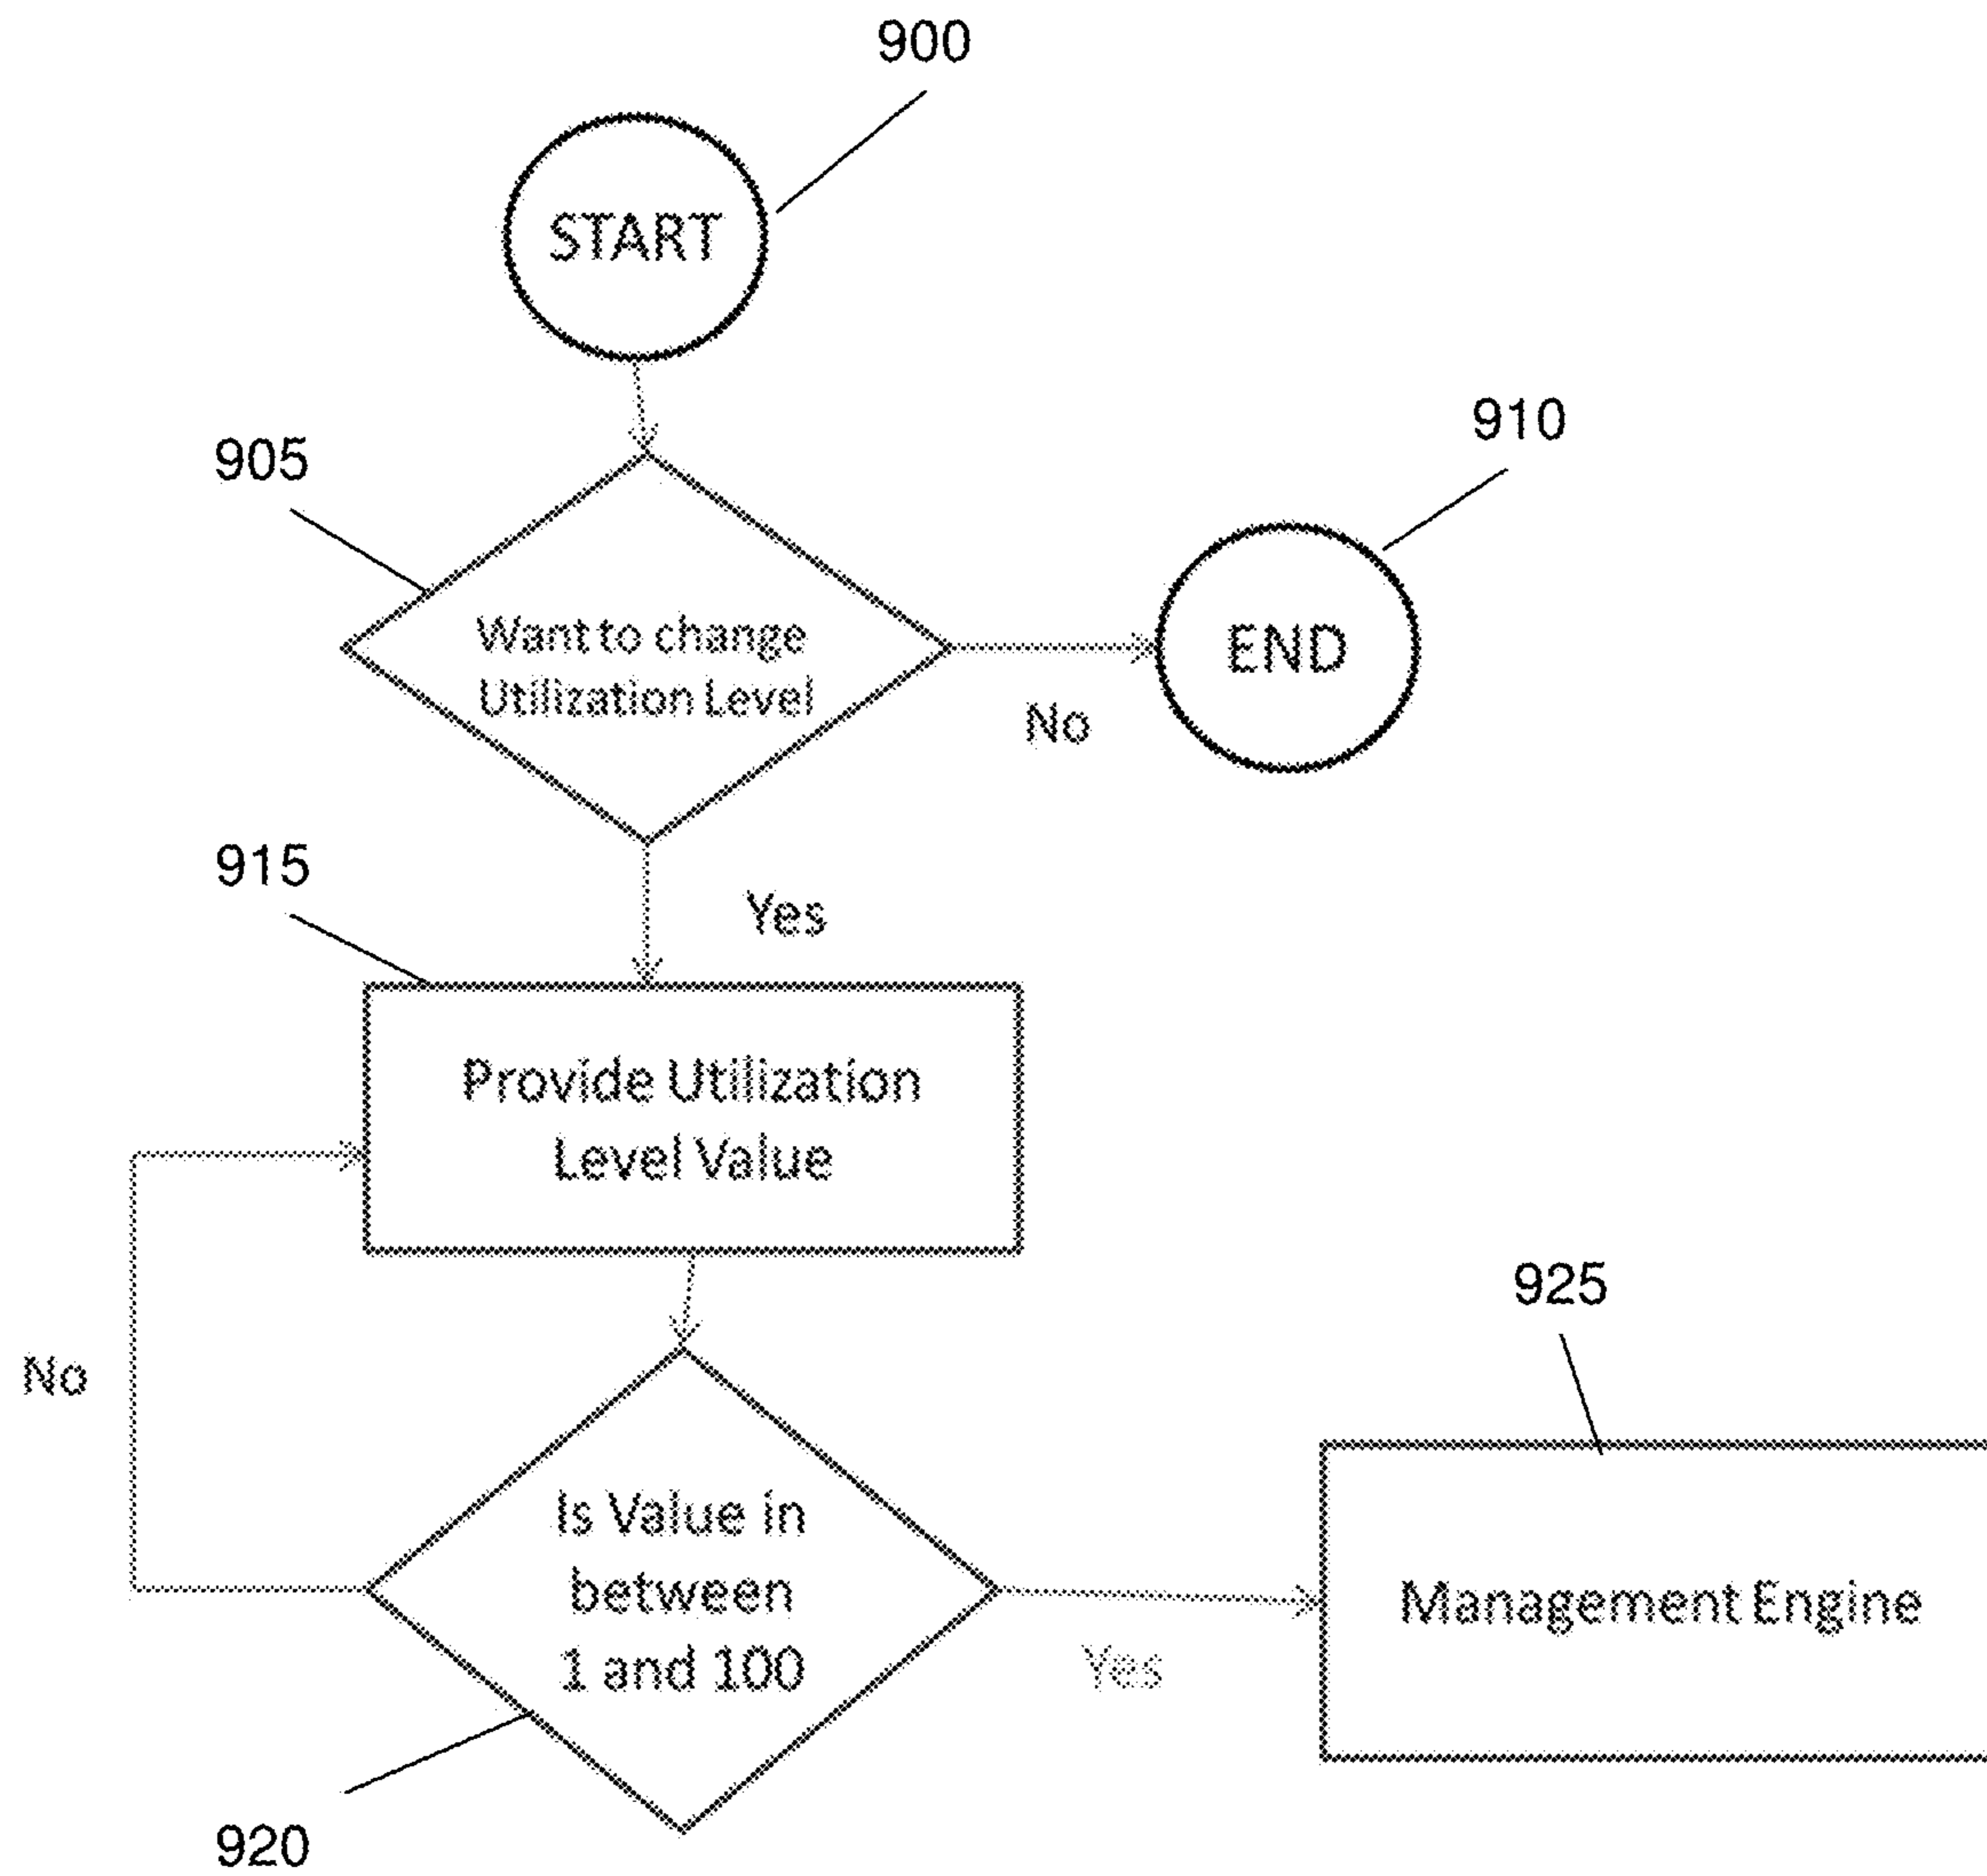 900
START
905
910
Want to change
Utilization Level
END
No
915
Yes
Provide Utilization
Level Value
925
No
Is Value in
between
1 and 100
Management Engine
Yes
920